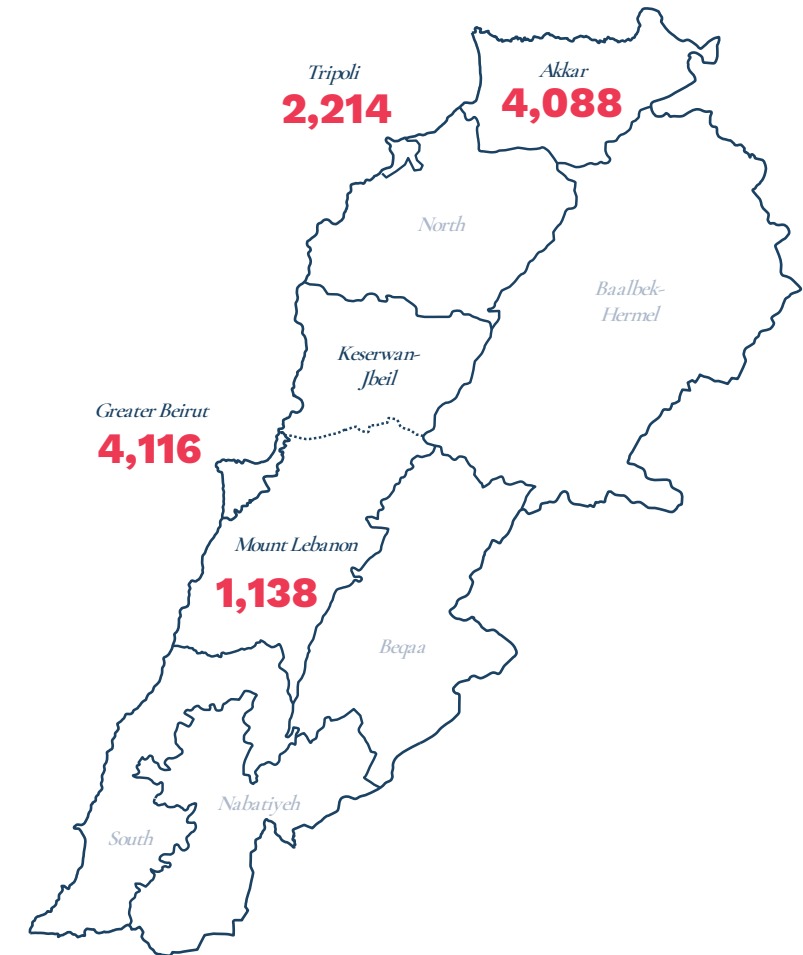 Tripoli
2,214
Akkar
4,088
North
Baalbek-
Hermel
Keserwan-
Jbeil
Greater Beirut
4,116
Mount Lebanon
1,138
Beqaa
Nabatiyeh
South